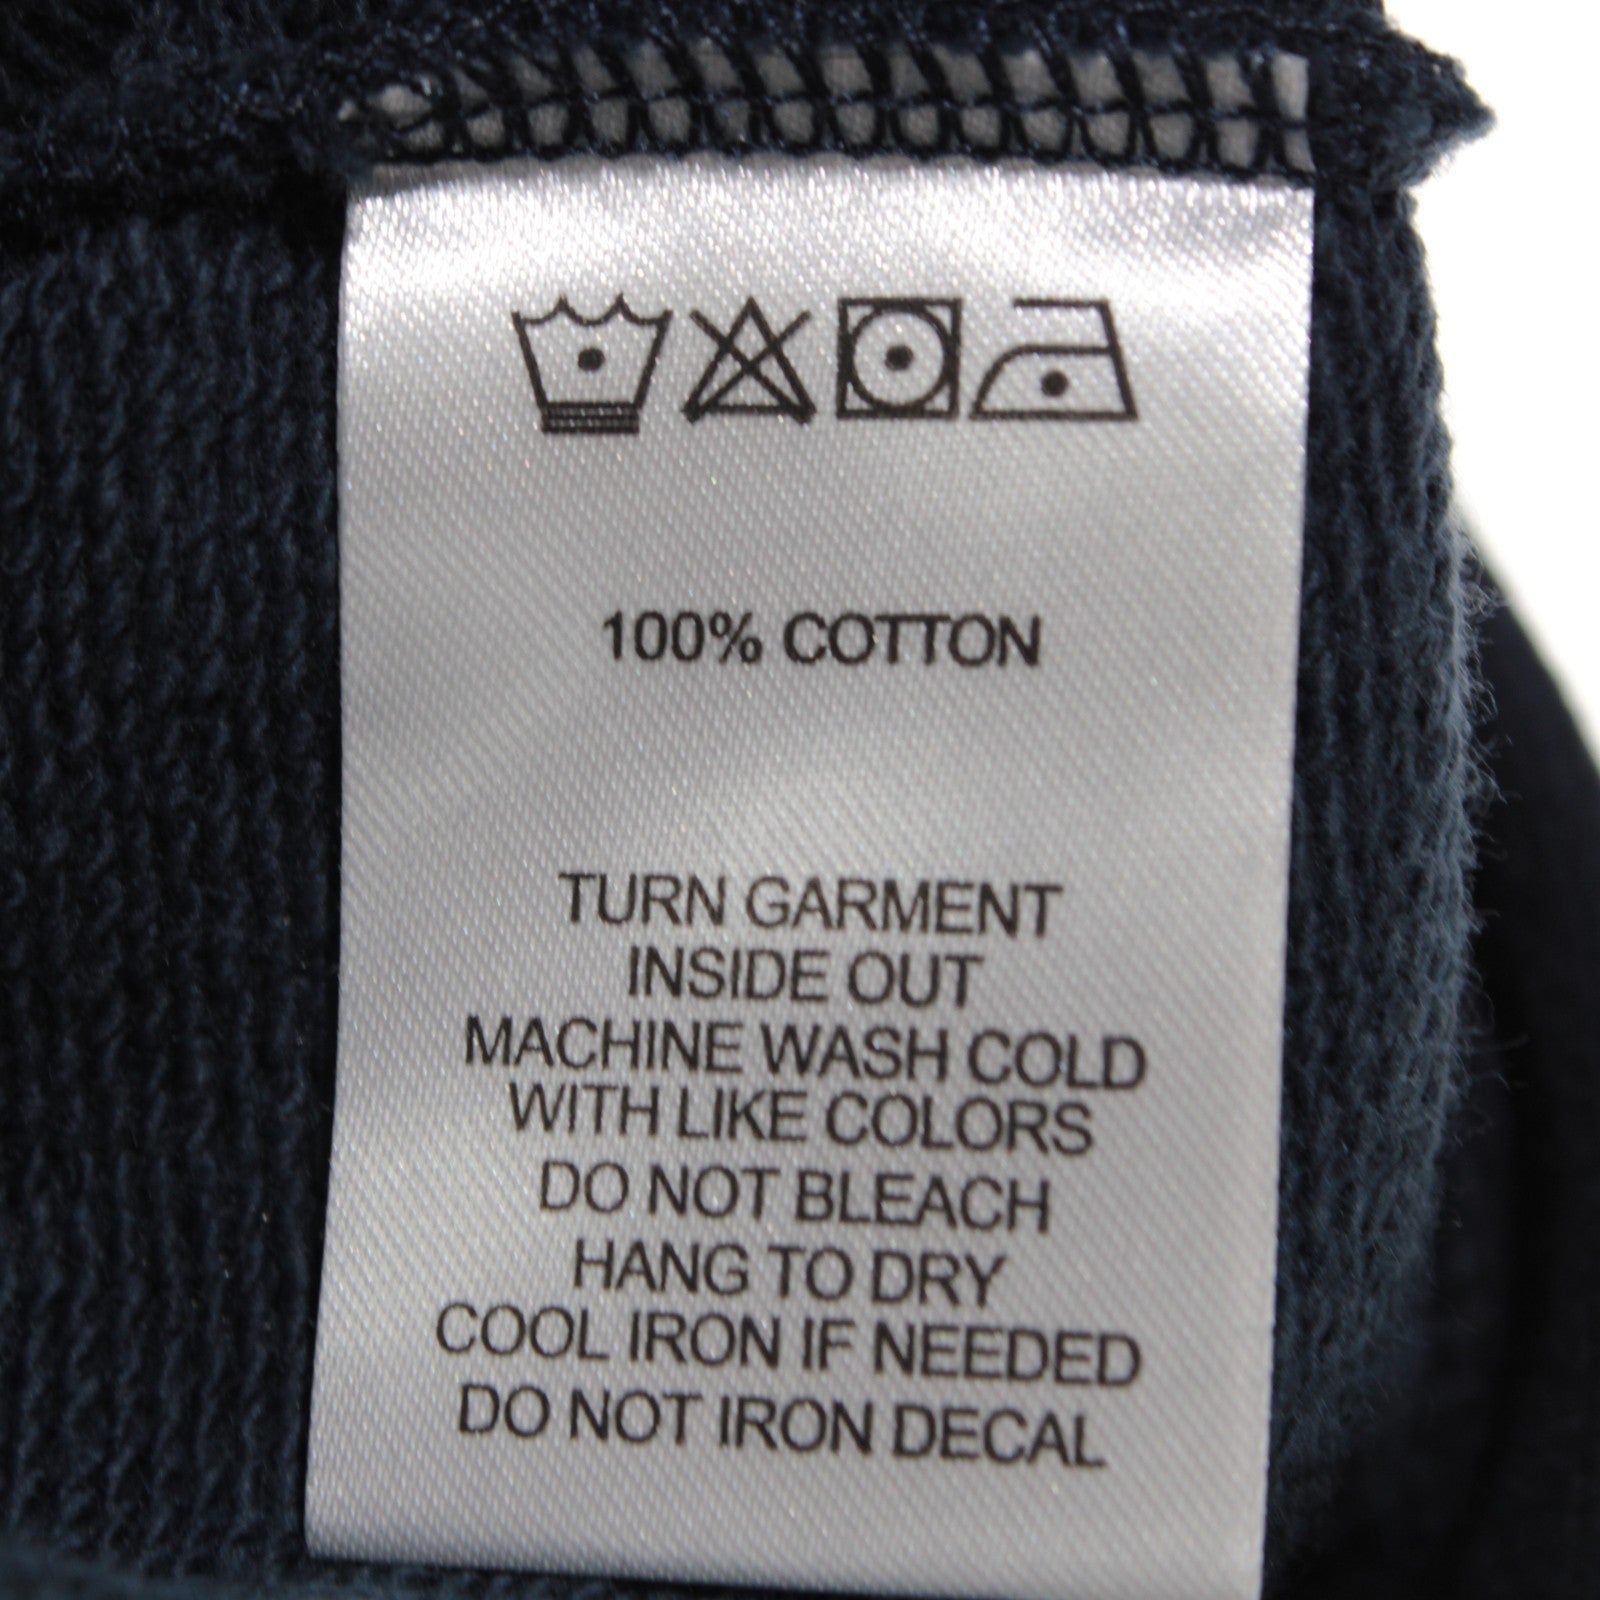 100% COTTON
TURN GARMENT
INSIDE OUT
MACHINE WASH COLD
WITH LIKE COLORS
DO NOT BLEACH
HANG TO DRY
COOL IRON IF NEEDED
DO NOT IRON DECAL